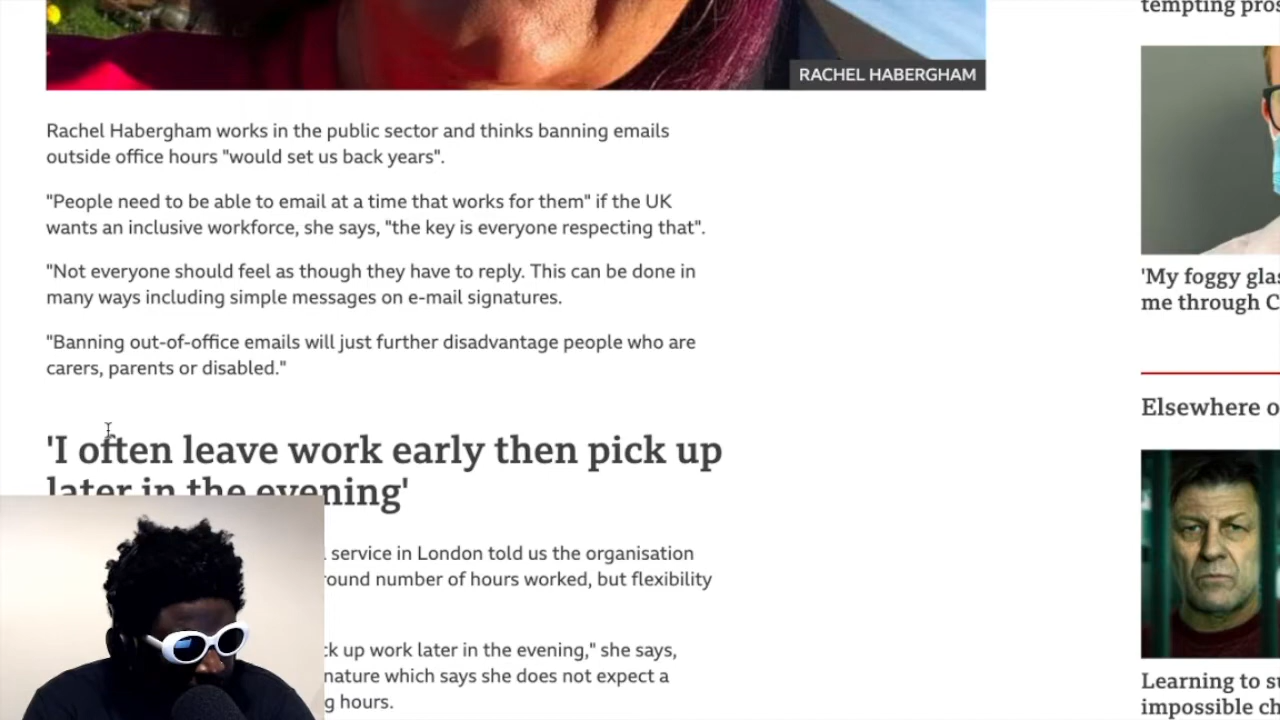 tempting pros
RACHEL HABERGHAM
Rachel Habergham works in the public sector and thinks banning emails
outside office hours "would set us back years".
"People need to be able to email at a time that works for them" if the UK
wants an inclusive workforce, she says, "the key is everyone respecting that".
"Not everyone should feel as though they have to reply. This can be done in
many ways including simple messages on e-mail signatures.
"Banning out-of-office emails will just further disadvantage people who are
carers, parents or disabled."
'I often leave work early then pick up
later in the evening'
service in London told us the organisation
round number of hours worked, but flexibility
ck up work later in the evening," she says,
nature which says she does not expect a
g hours.
'My foggy glas
me through C
Elsewhere o
Learning to su
impossible ch